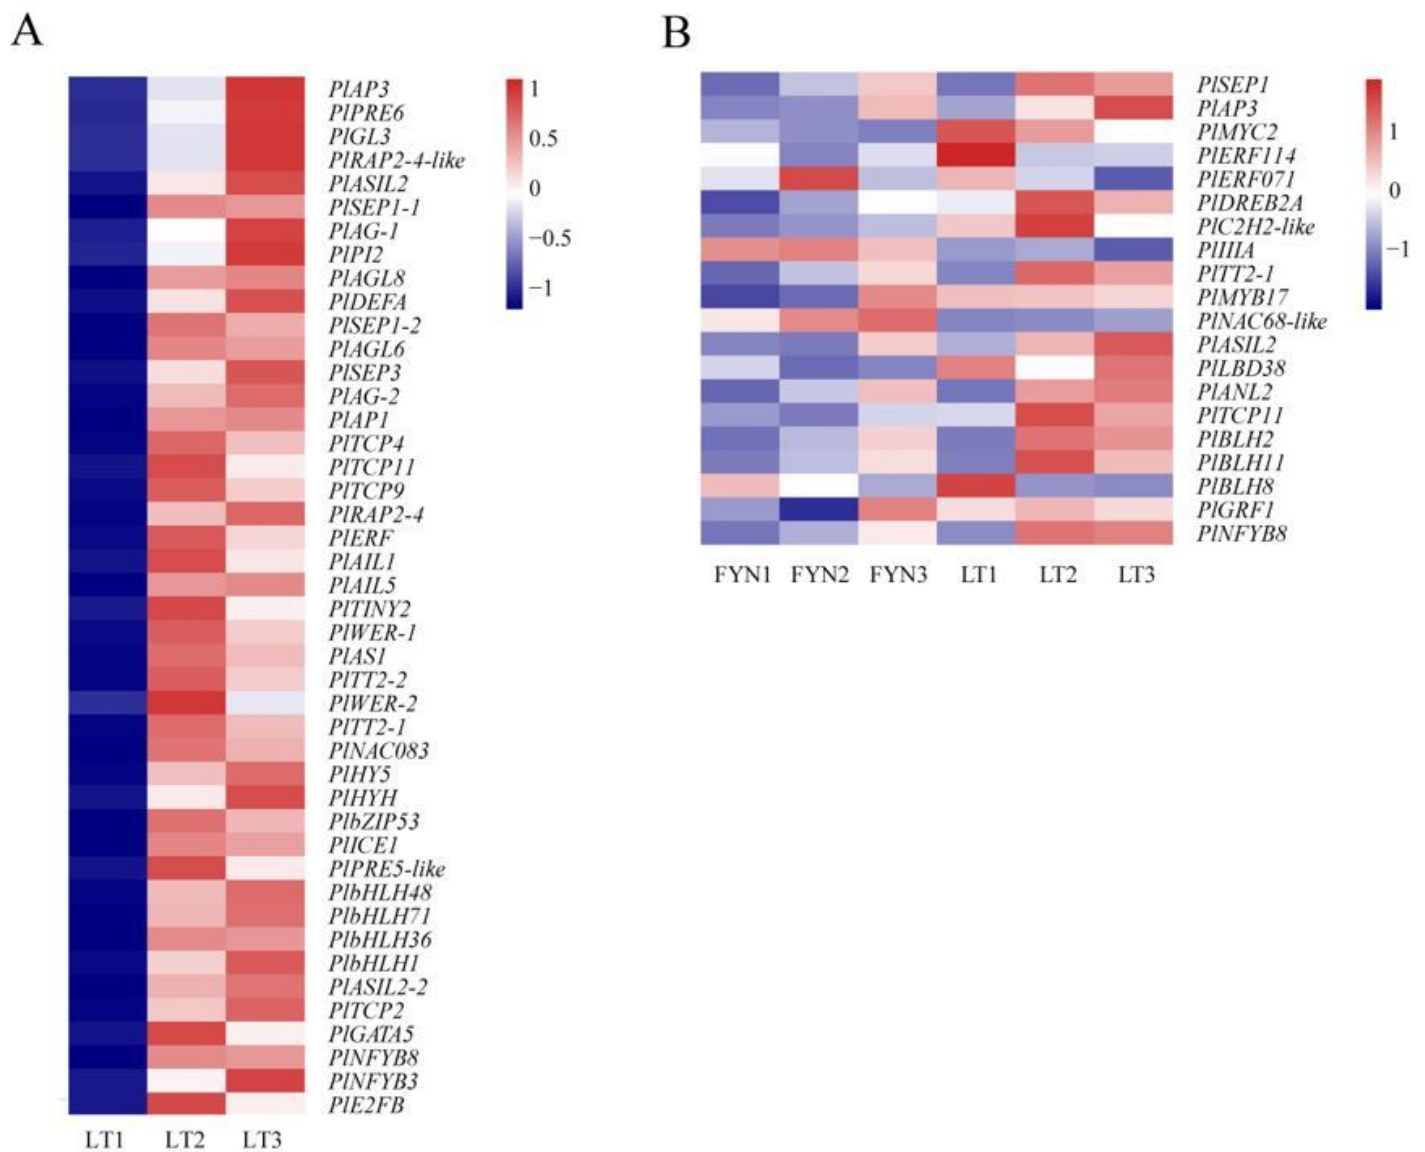 A
PlAP3
PlPRE6
PlGL3
PlRAP2-4-like
PlASIL2
PlSEP1-1
PlAG-1
PlPI2
PlAGL8
PlDEFA
PlSEP1-2
PlAGL6
PlSEP3
PlAG-2
PlAP1
PlTCP4
PlTCP11
PlTCP9
PlRAP2-4
PlERF
PlAIL1
PlAIL5
PlTINY2
PlWER-1
PlAS1
PlTT2-2
PlWER-2
PlTT2-1
PlNAC083
PlHY5
PlHYH
PlbZIP53
PlICE1
PlPRE5-like
PlbHLH48
PlbHLH71
PlbHLH36
PlbHLH1
PlASIL2-2
PlTCP2
PlGATA5
PlNFYB8
PlNFYB3
PlE2FB
1
0.5
0
−0.5
−1
LT1 LT2 LT3
B
PlSEP1
PlAP3
PlMYC2
PlERF114
PlERF071
PlDREB2A
PlC2H2-like
PlIIIA
PlTT2-1
PlMYB17
PlNAC68-like
PlASIL2
PlLBD38
PlANL2
PlTCP11
PlBLH2
PlBLH11
PlBLH8
PlGRF1
PlNFYB8
1
0
−1
FYN1 FYN2 FYN3 LT1 LT2 LT3